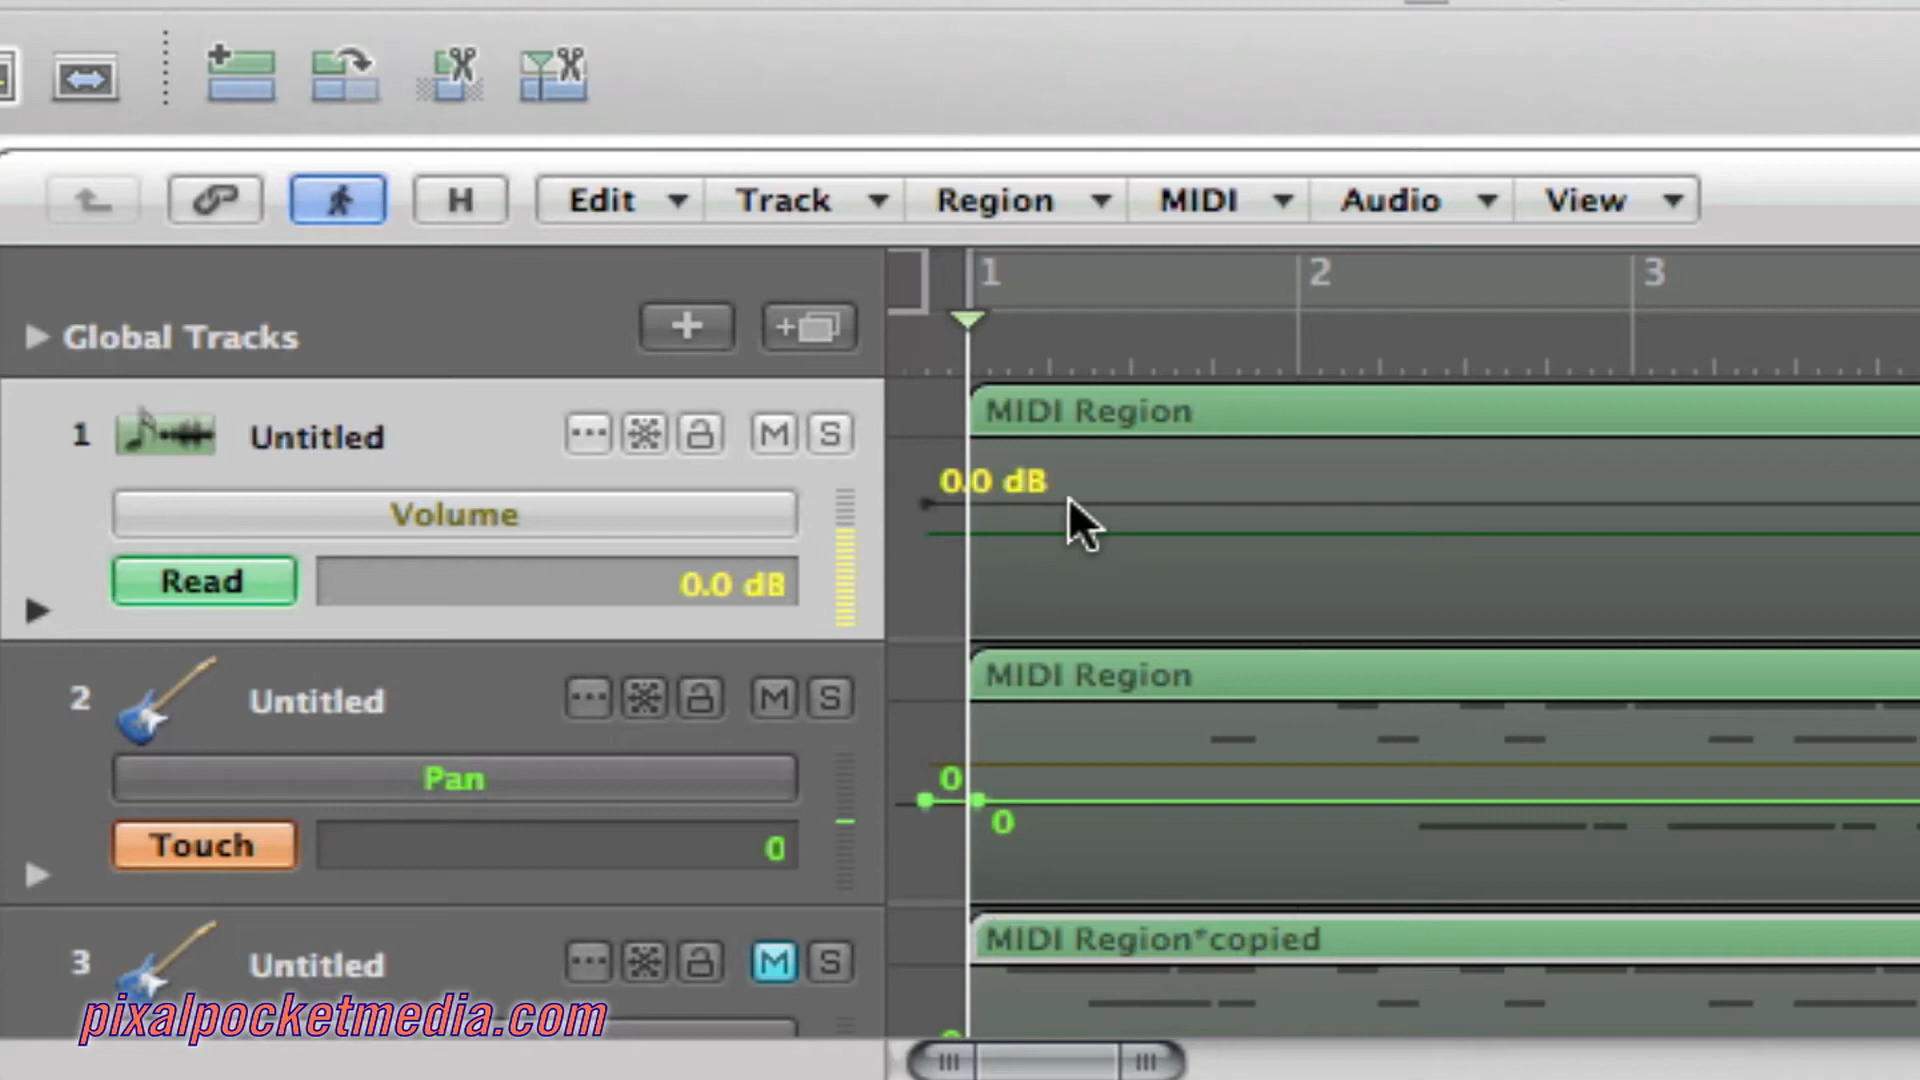 H Edit Track Region MIDI Audio View
1 2 3
Global Tracks + +
1 Untitled M S
MIDI Region
Volume
0.0 dB
Read 0.0 dB
2 Untitled M S
MIDI Region
Pan
0
0
Touch 0
3 Untitled M S
MIDI Region*copied
pixalpocketmedia.com